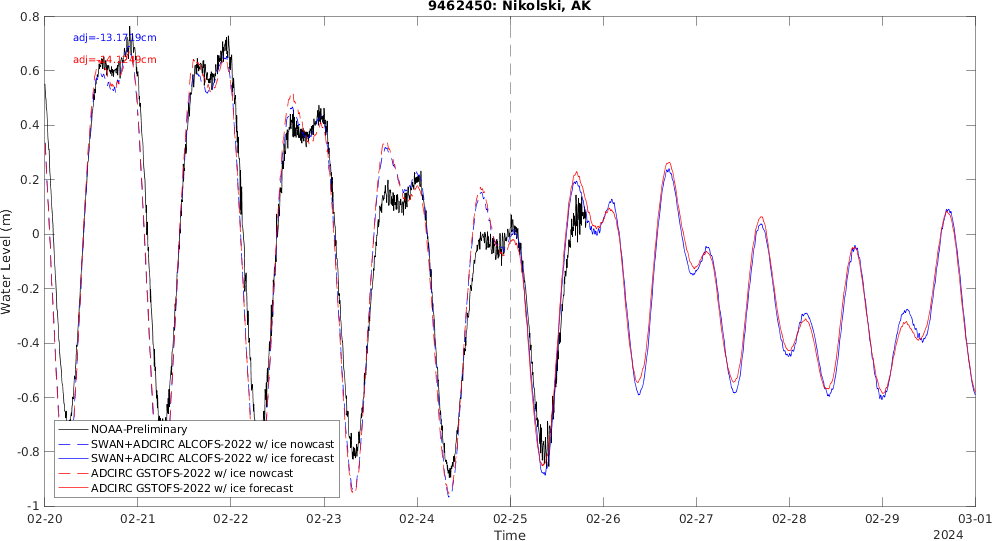 9462450: Nikolski, AK
adj=-13.1719cm
Water Level (m)
0.8
0.6
0.4
0.2
0
-0.2
-0.4
-0.6
-0.8
-1
NOAA-Preliminary
SWAN+ADCIRC ALCOFS-2022 w/ ice nowcast
SWAN+ADCIRC ALCOFS-2022 w/ ice forecast
ADCIRC GSTOFS-2022 w/ ice nowcast
ADCIRC GSTOFS-2022 w/ ice forecast
02-20 02-21 02-22 02-23 02-24 02-25 02-26 02-27 02-28 02-29 03-01
Time
2024